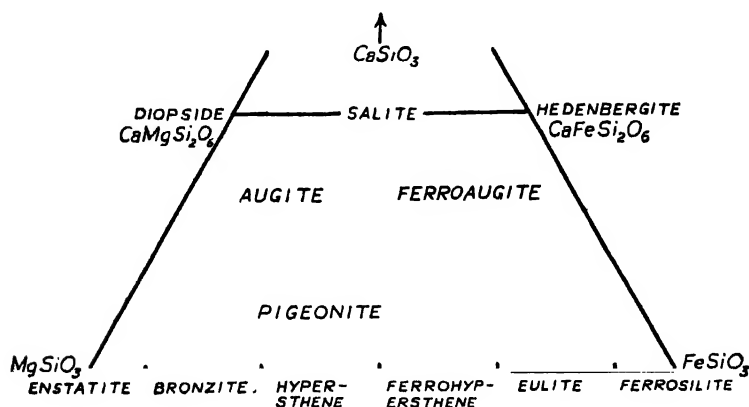 CaSiO₃
DIOPSIDE SALITE HEDENBERGITE
CaMgSi₂O₆ CaFeSi₂O₆
AUGITE FERROAUGITE
PIGEONITE
MgSiO₃ FeSiO₃
ENSTATITE BRONZITE. HYPER- FERROHYP- EULITE FERROSILITE
STHENE ERSTHENE